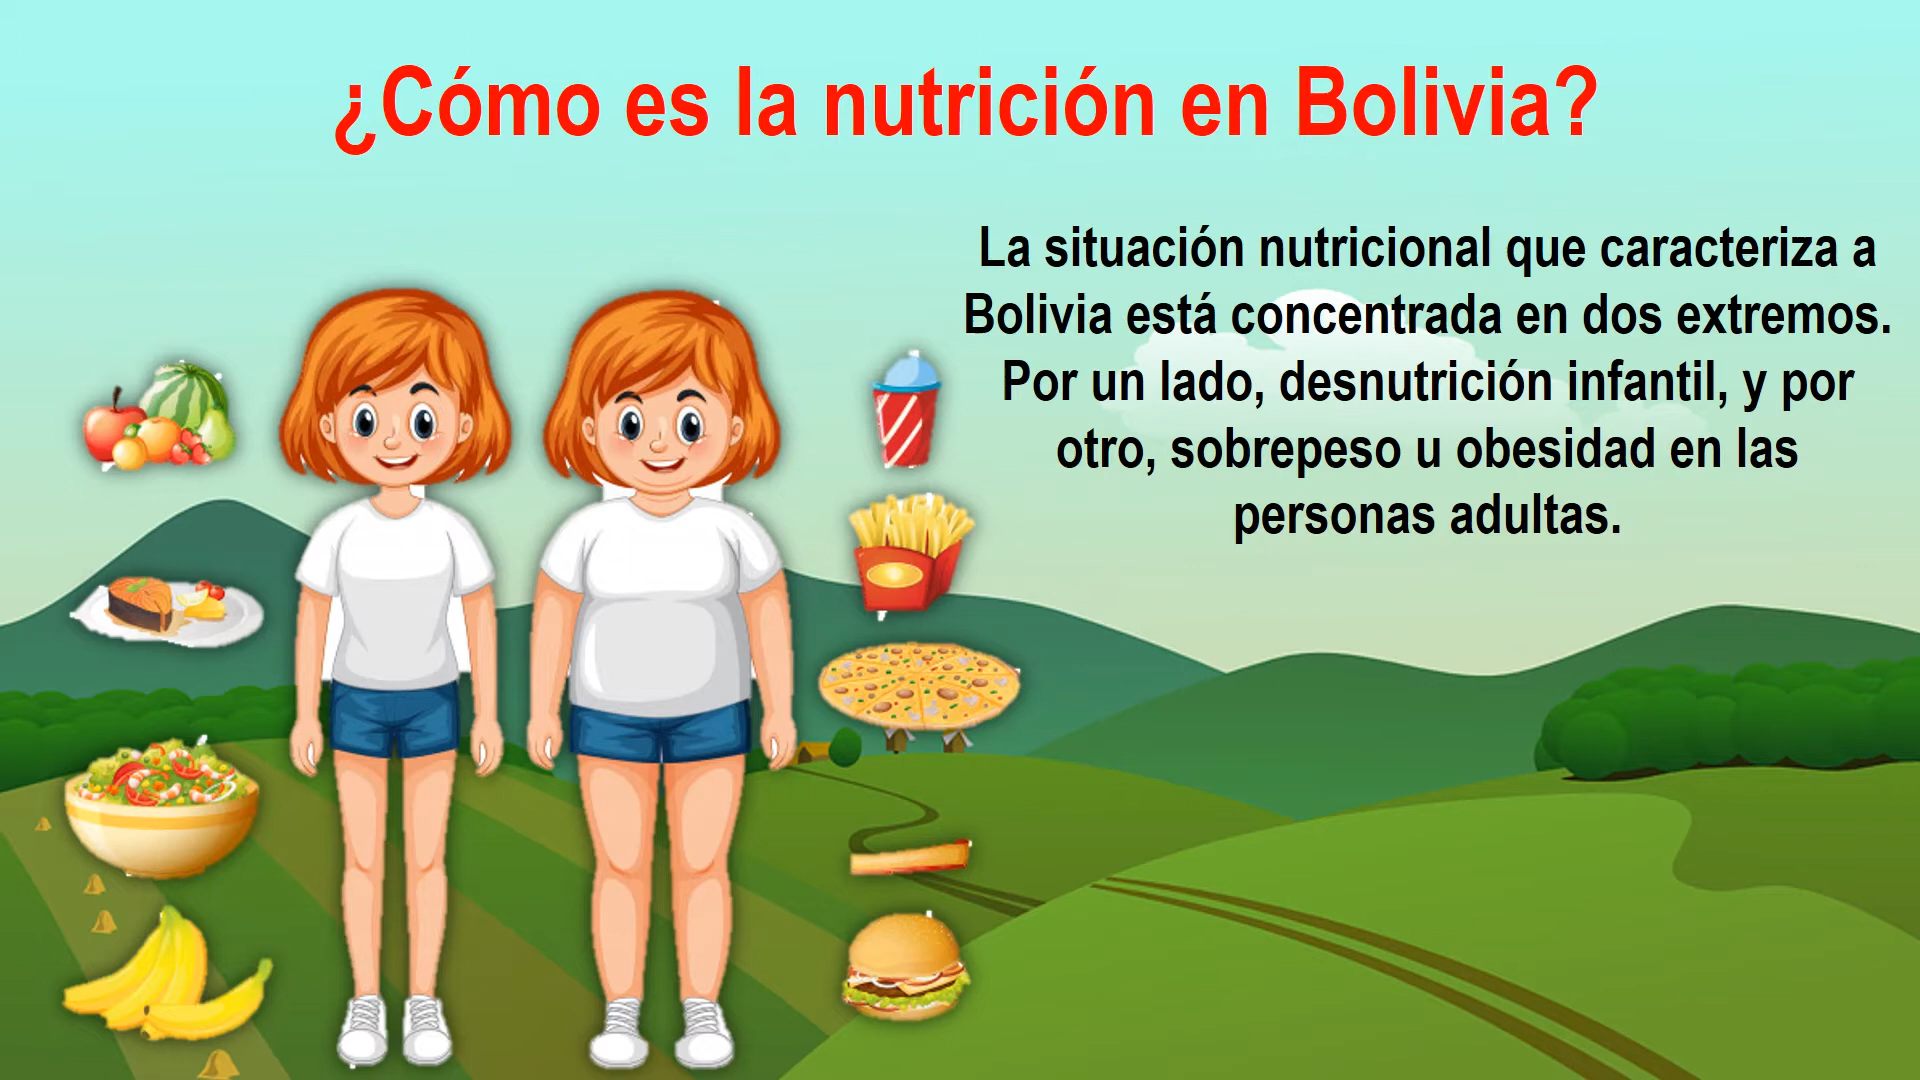 ¿Cómo es la nutrición en Bolivia?
La situación nutricional que caracteriza a
Bolivia está concentrada en dos extremos.
Por un lado, desnutrición infantil, y por
otro, sobrepeso u obesidad en las
personas adultas.